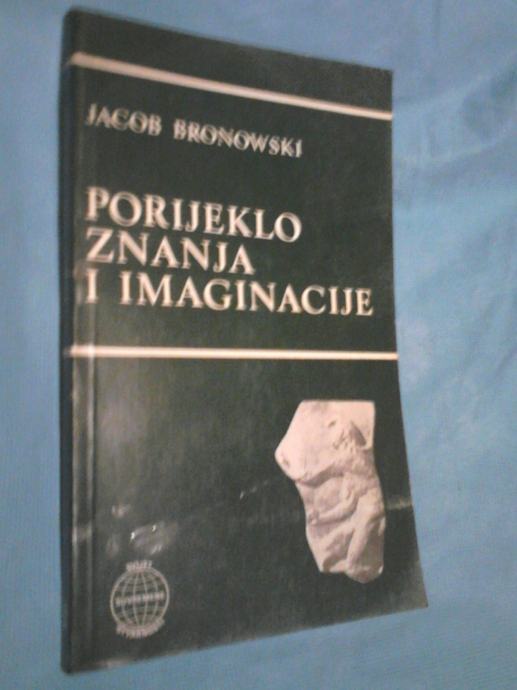 JACOB BRONOWSKI
PORIJEKLO
ZNANJA
I IMAGINACIJE